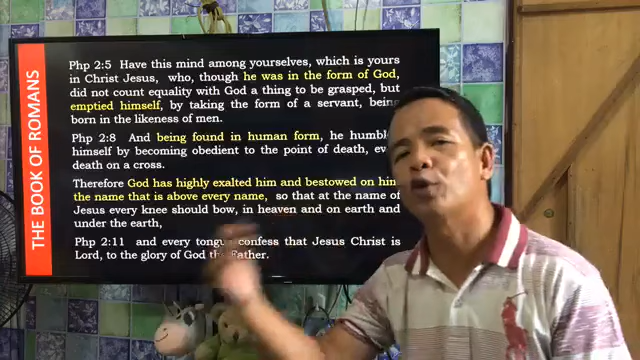 THE BOOK OF ROMANS
Php 2:5 Have this mind among yourselves, which is yours
in Christ Jesus, who, though he was in the form of God,
did not count equality with God a thing to be grasped, but
emptied himself, by taking the form of a servant, being
born in the likeness of men.
Php 2:8 And being found in human form, he humbl
himself by becoming obedient to the point of death, eve
death on a cross.
Therefore God has highly exalted him and bestowed on him
the name that is above every name, so that at the name of
Jesus every knee should bow, in heaven and on earth and
under the earth,
Php 2:11 and every tongue confess that Jesus Christ is
Lord, to the glory of God the Father.